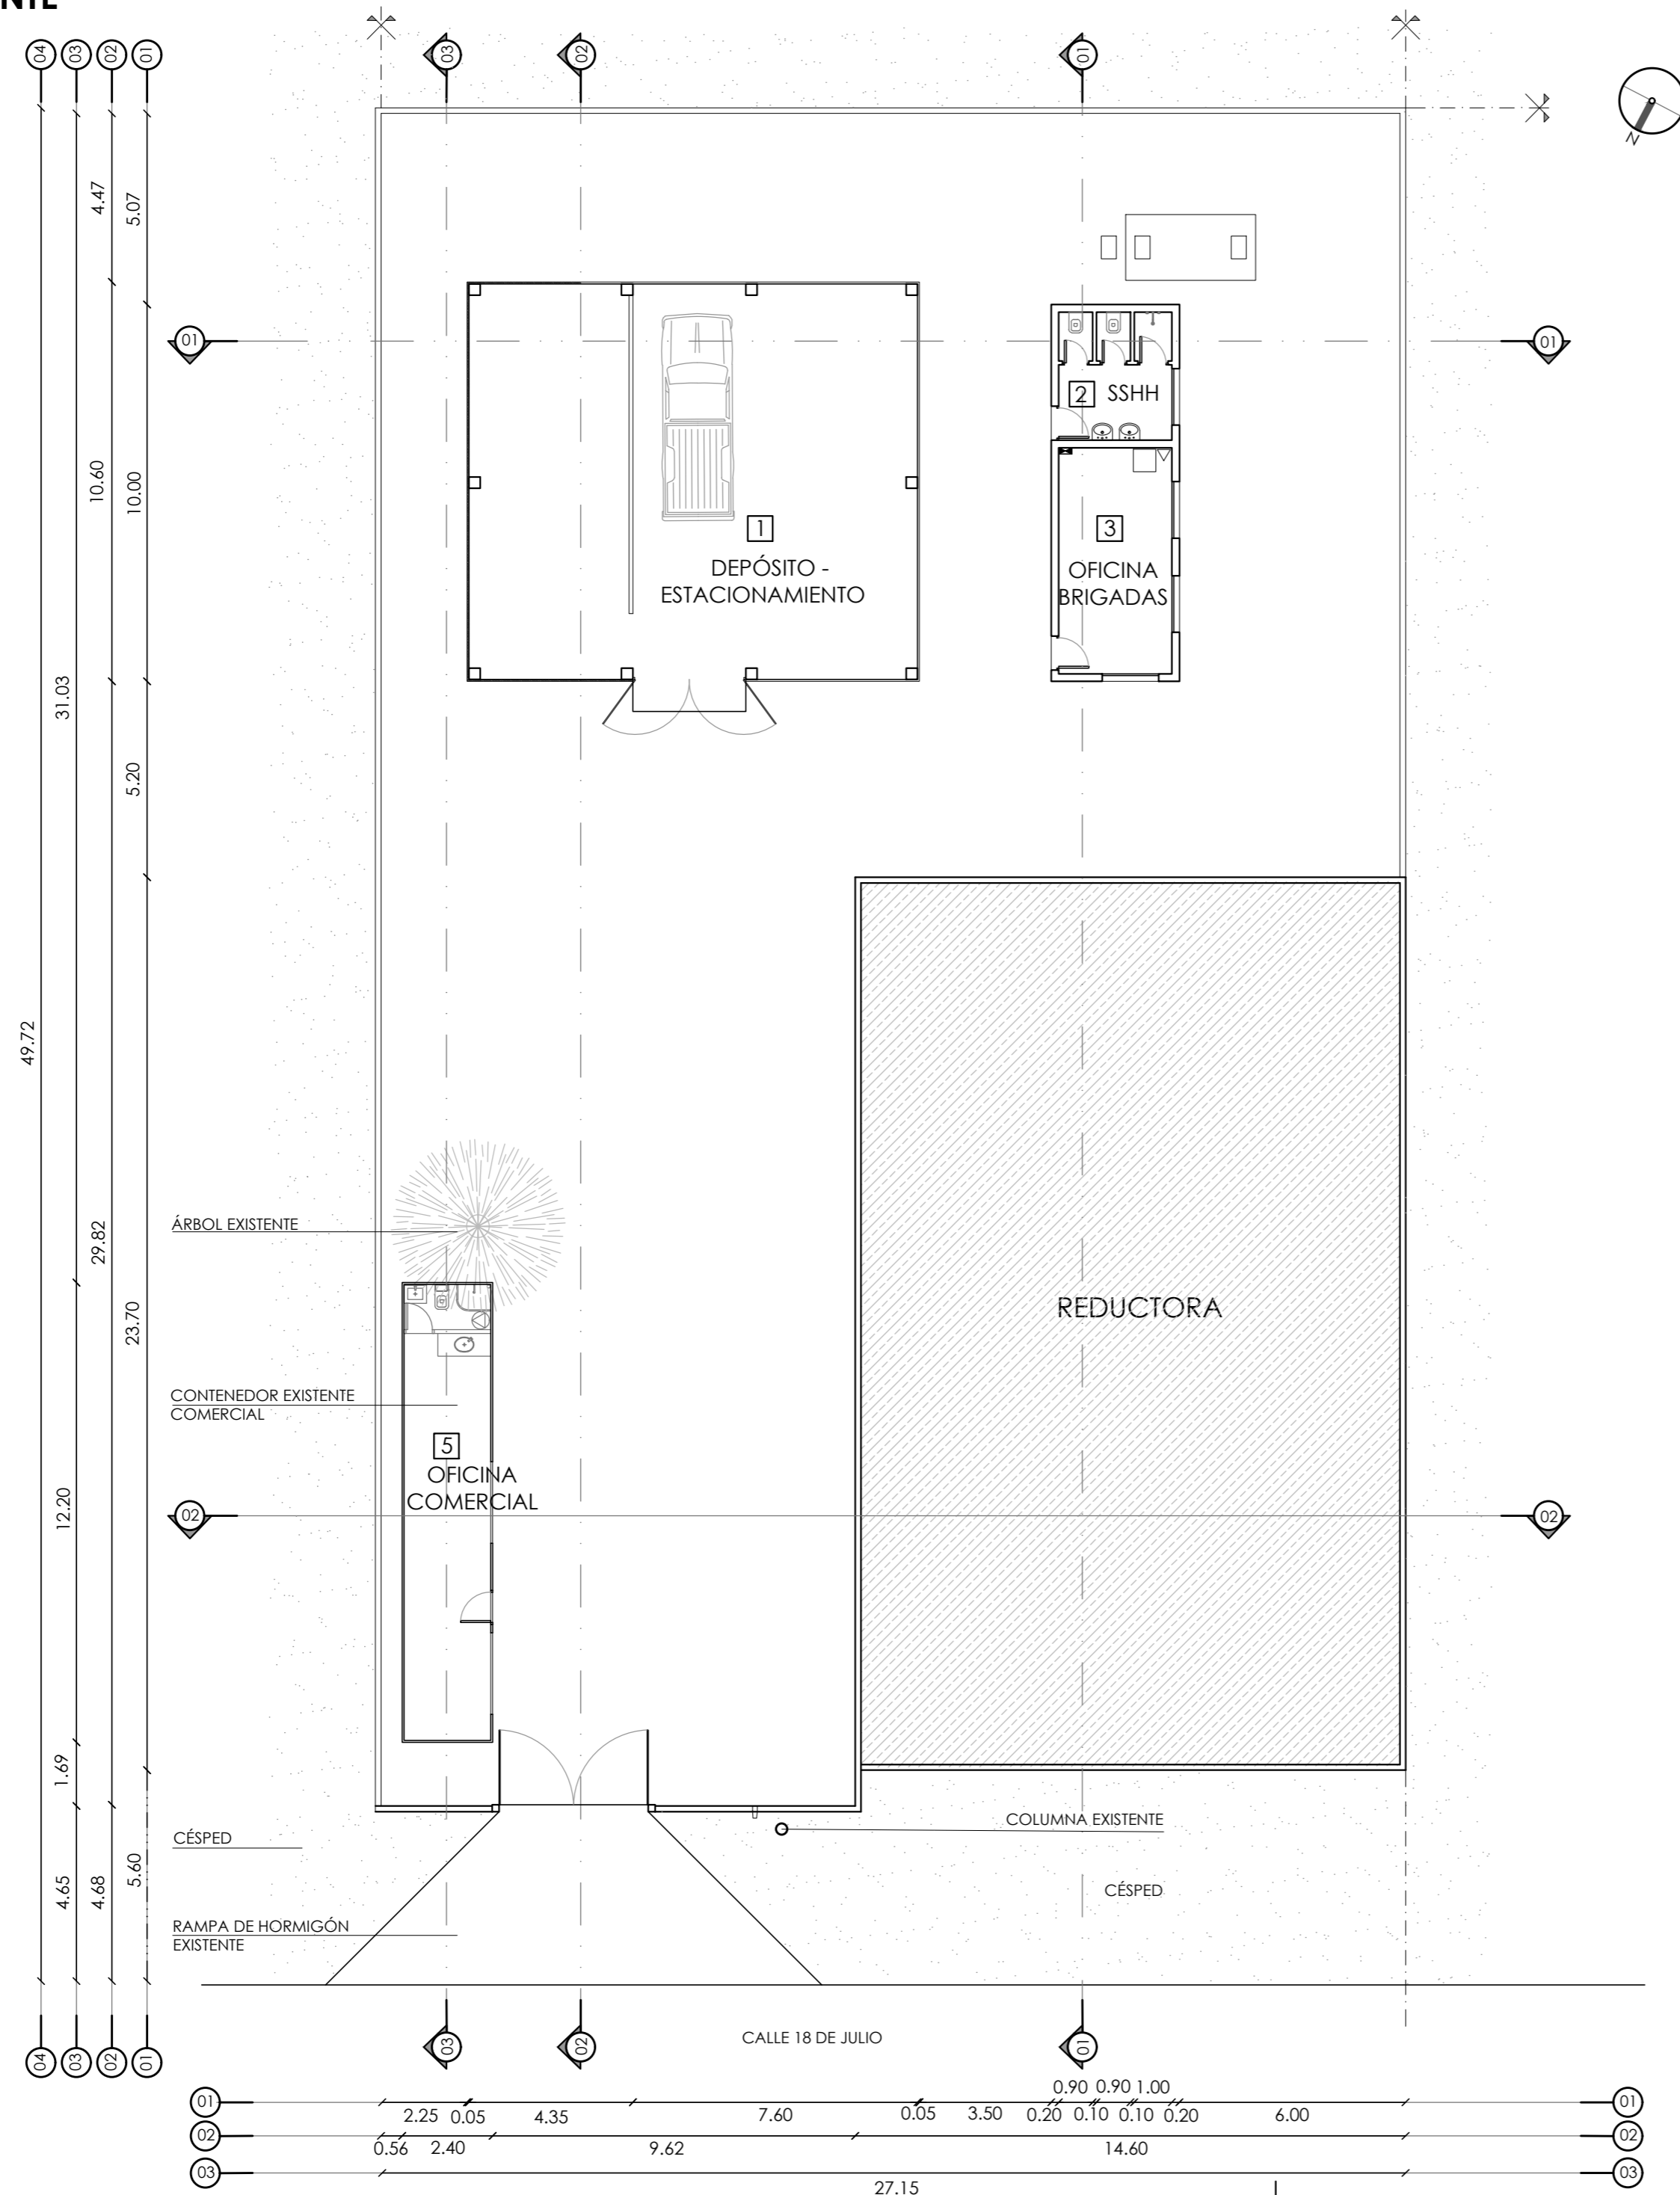 04
03
02
01
03
02
01
N
4.47
5.07
01
01
2
SSHH
10.60
10.00
1
DEPÓSITO -
ESTACIONAMIENTO
3
OFICINA
BRIGADAS
31.03
5.20
49.72
ÁRBOL EXISTENTE
29.82
23.70
REDUCTORA
CONTENEDOR EXISTENTE
COMERCIAL
5
OFICINA
COMERCIAL
12.20
02
02
1.69
COLUMNA EXISTENTE
CÉSPED
4.65
4.68
5.60
CÉSPED
RAMPA DE HORMIGÓN
EXISTENTE
CALLE 18 DE JULIO
04
03
02
01
03
02
01
0.90 0.90 1.00
01
01
2.25 0.05 4.35 7.60 0.05 3.50 0.20 0.10 0.10 0.20 6.00
02
02
0.56 2.40 9.62 14.60
03
03
27.15